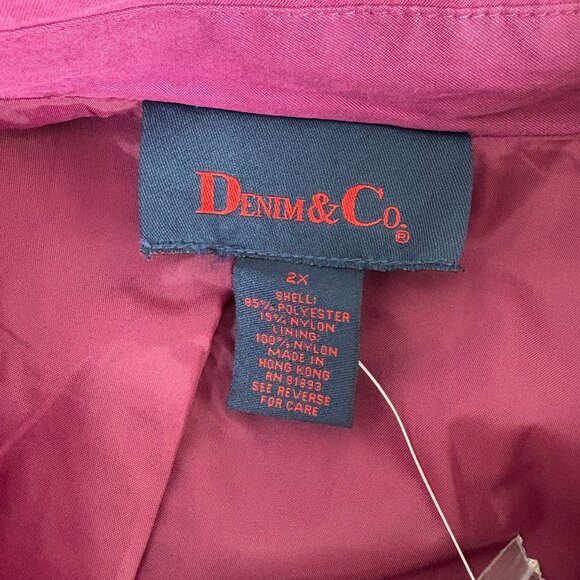 DENIM & CO.®
2X
SHELL:
85% POLYESTER
15% NYLON
LINING:
100% NYLON
MADE IN
HONG KONG
RN 81893
SEE REVERSE
FOR CARE